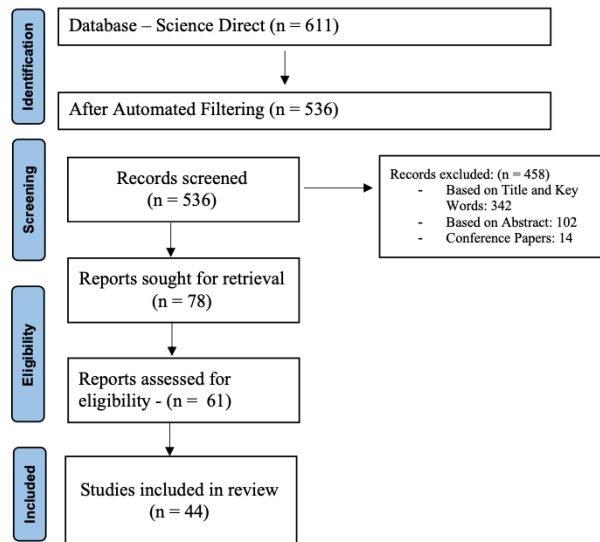 Identification
Database – Science Direct (n = 611)
After Automated Filtering (n = 536)
Screening
Records screened
(n = 536)
Records excluded: (n = 458)
- Based on Title and Key
Words: 342
- Based on Abstract: 102
- Conference Papers: 14
Reports sought for retrieval
(n = 78)
Eligibility
Reports assessed for
eligibility - (n = 61)
Included
Studies included in review
(n = 44)